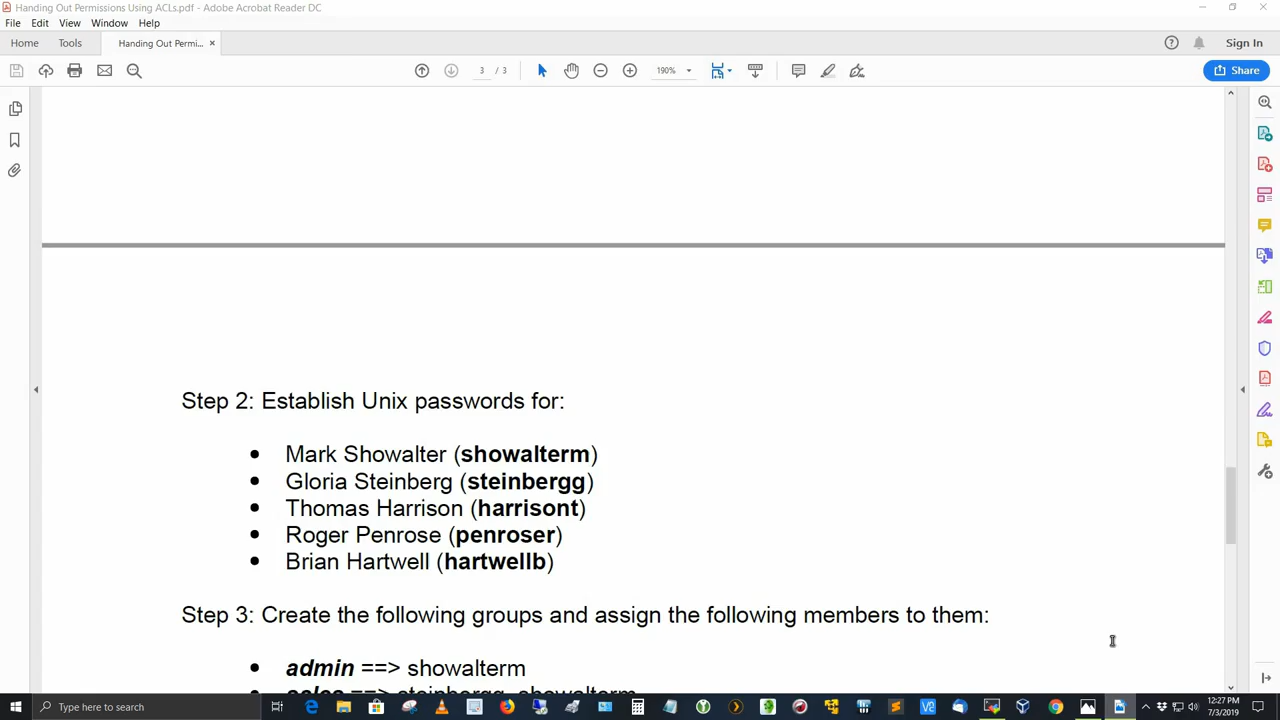 Handing Out Permissions Using ACLs.pdf - Adobe Acrobat Reader DC
File Edit View Window Help
Home Tools Handing Out Permi... × Sign In
3 / 3 190% Share
Step 2: Establish Unix passwords for:
• Mark Showalter (showalterm)
• Gloria Steinberg (steinbergg)
• Thomas Harrison (harrisont)
• Roger Penrose (penroser)
• Brian Hartwell (hartwellb)
Step 3: Create the following groups and assign the following members to them:
• admin ==> showalterm
• sales ==> steinbergg, showalterm
Type here to search
12:27 PM
7/3/2019